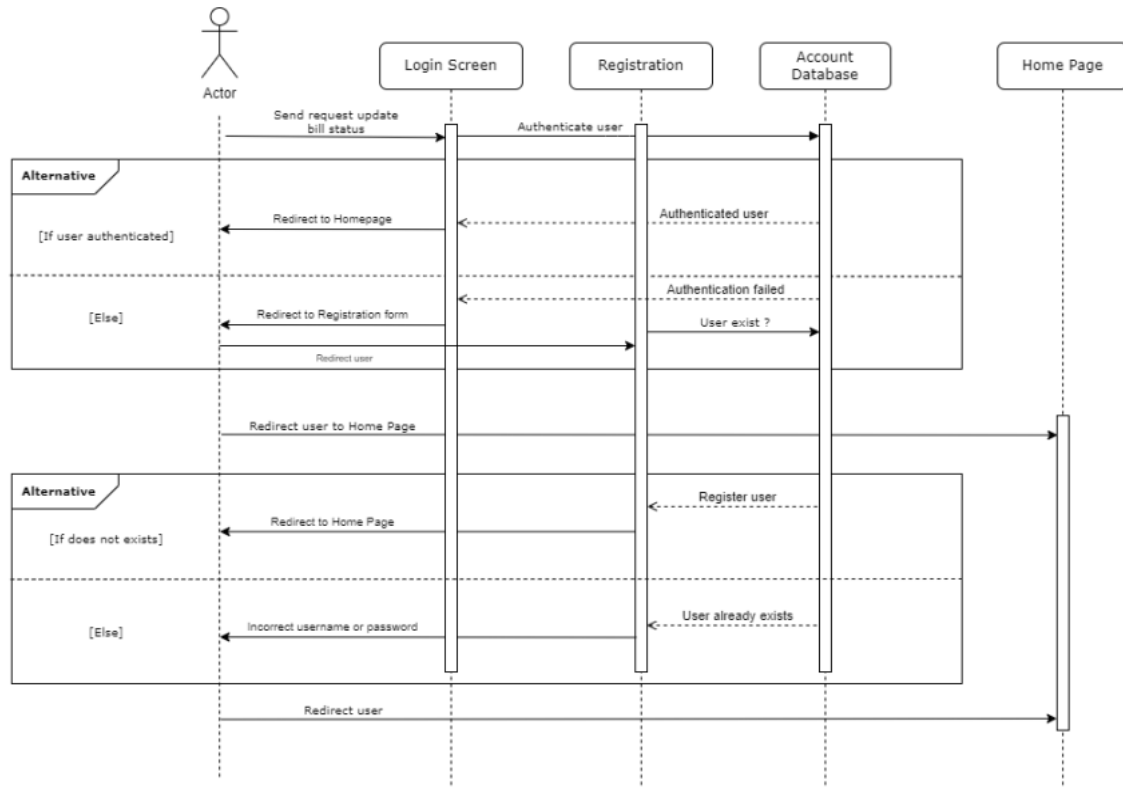 Actor
Login Screen
Registration
Account
Database
Home Page
Send request update
bill status
Authenticate user
Alternative
Authenticated user
Redirect to Homepage
[If user authenticated]
Authentication failed
[Else]
Redirect to Registration form
User exist ?
Redirect user
Redirect user to Home Page
Alternative
Register user
Redirect to Home Page
[If does not exists]
User already exists
Incorrect username or password
[Else]
Redirect user